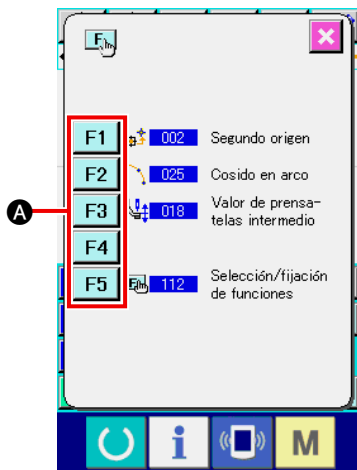 F
F1 002 Segundo origen
F2 025 Cosido en arco
A F3 018 Valor de prensa-
telas intermedio
F4
F5 112 Selección/fijación
de funciones
i M